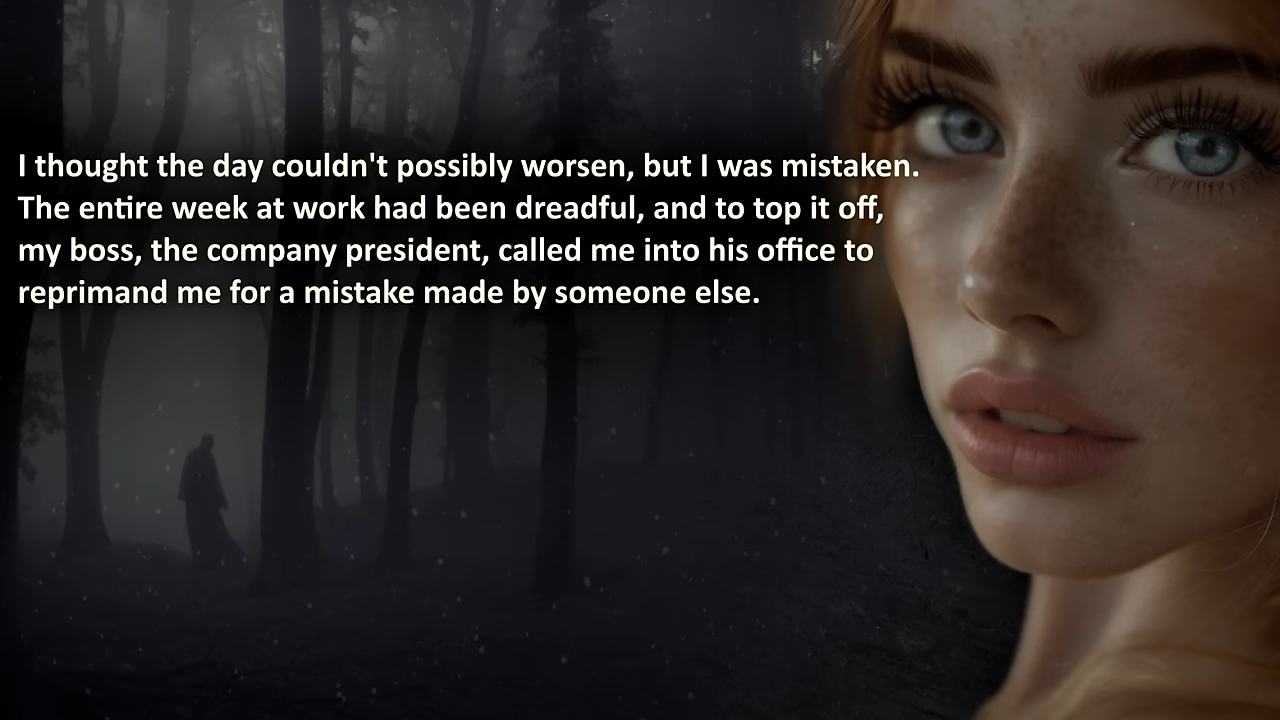 I thought the day couldn't possibly worsen, but I was mistaken.
The entire week at work had been dreadful, and to top it off,
my boss, the company president, called me into his office to
reprimand me for a mistake made by someone else.